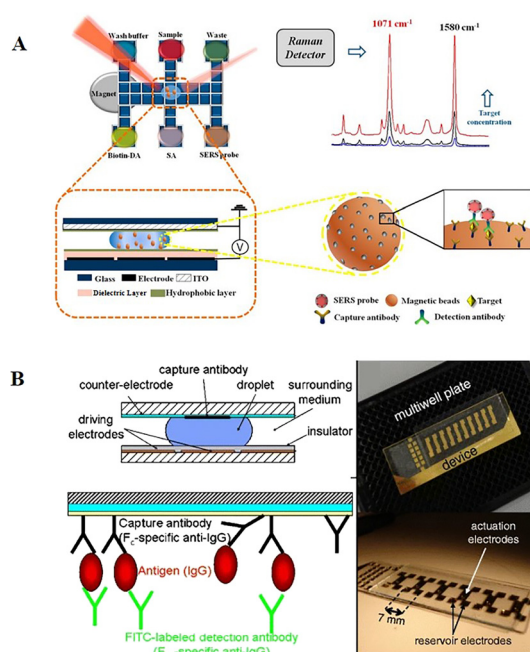 A
Wash buffer Sample Waste
Magnet
Biotin-DA SA SERS probe
Raman
Detector
1071 cm-1 1580 cm-1
Target
concentration
V
Glass Electrode ITO
Dielectric Layer Hydrophobic layer
SERS probe Magnetic beads Target
Capture antibody Detection antibody
B
capture antibody
counter-electrode droplet surrounding
medium
driving
electrodes
insulator
Capture antibody
(FC-specific anti-IgG)
Antigen (IgG)
FITC-labeled detection antibody
multiwell plate
device
actuation
electrodes
7 mm
reservoir electrodes